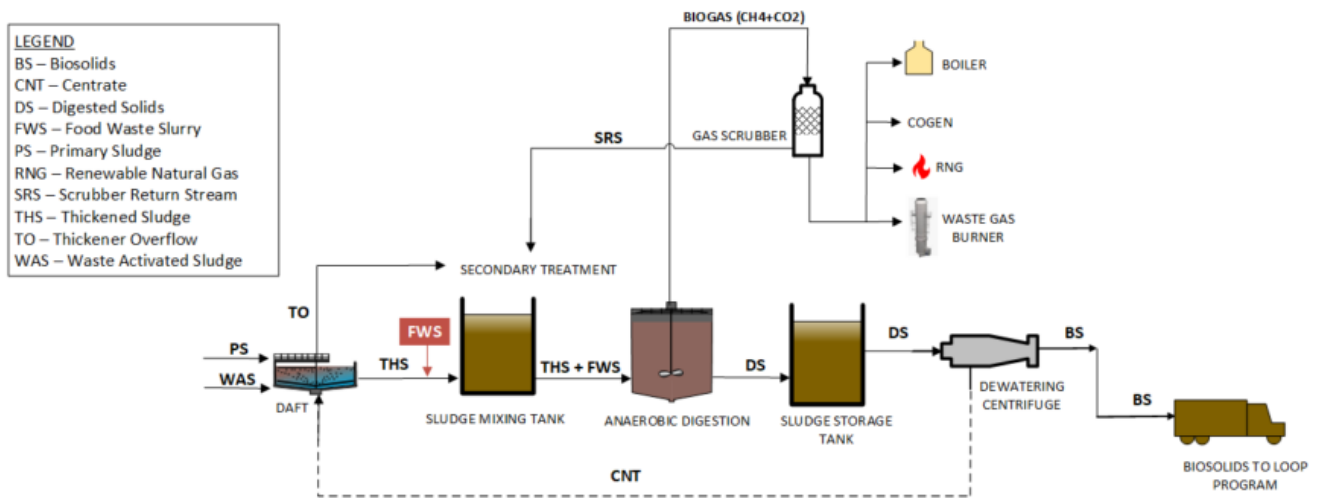 LEGEND
BS – Biosolids
CNT – Centrate
DS – Digested Solids
FWS – Food Waste Slurry
PS – Primary Sludge
RNG – Renewable Natural Gas
SRS – Scrubber Return Stream
THS – Thickened Sludge
TO – Thickener Overflow
WAS – Waste Activated Sludge
BIOGAS (CH4+CO2)
BOILER
GAS SCRUBBER
COGEN
SRS
RNG
WASTE GAS
BURNER
SECONDARY TREATMENT
TO
FWS
PS
THS
THS + FWS
DS
DS
BS
WAS
DAFT
SLUDGE MIXING TANK
ANAEROBIC DIGESTION
SLUDGE STORAGE
TANK
DEWATERING
CENTRIFUGE
BS
CNT
BIOSOLIDS TO LOOP
PROGRAM